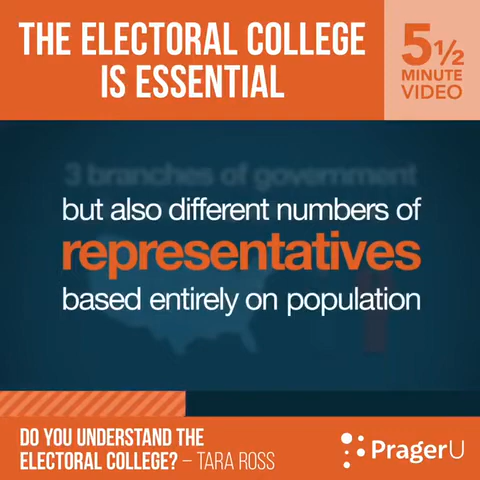 THE ELECTORAL COLLEGE
IS ESSENTIAL
5½
MINUTE
VIDEO
3 branches of government
but also different numbers of
representatives
based entirely on population
DO YOU UNDERSTAND THE
ELECTORAL COLLEGE? – TARA ROSS
PragerU